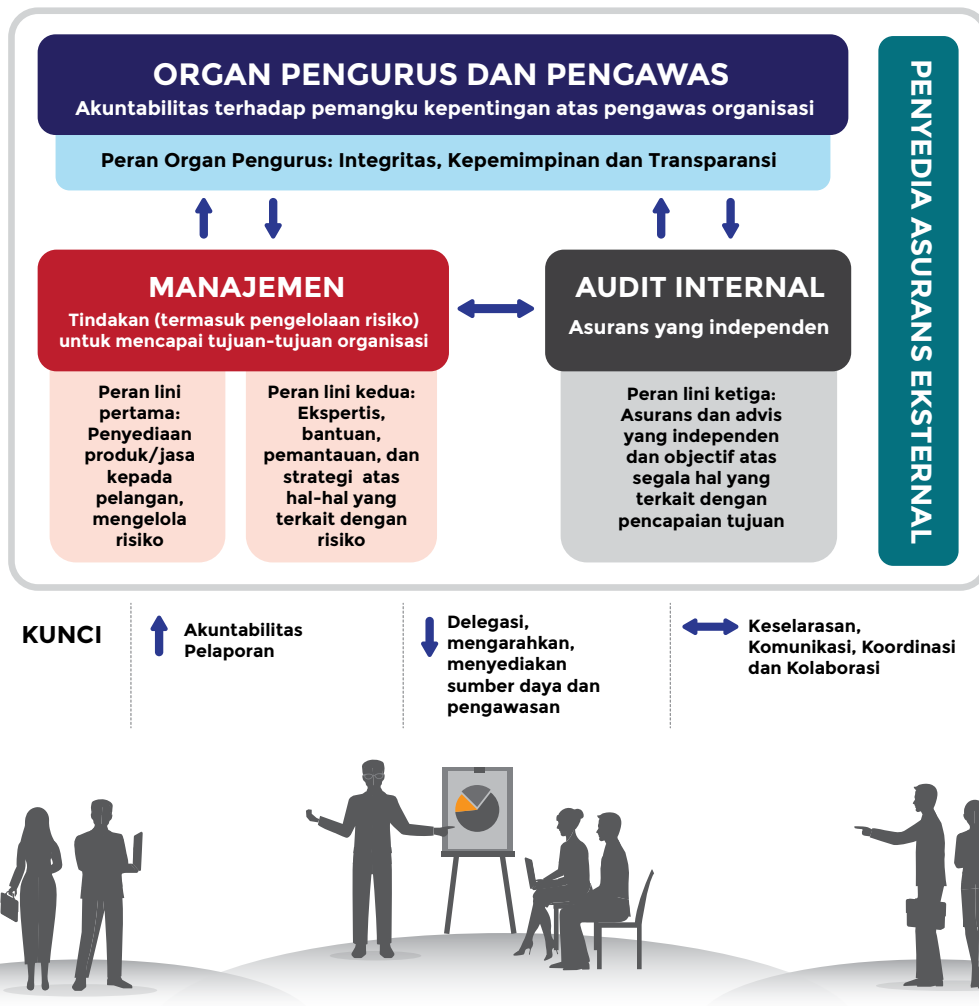 ORGAN PENGURUS DAN PENGAWAS
Akuntabilitas terhadap pemangku kepentingan atas pengawas organisasi
Peran Organ Pengurus: Integritas, Kepemimpinan dan Transparansi
MANAJEMEN
Tindakan (termasuk pengelolaan risiko)
untuk mencapai tujuan-tujuan organisasi
Peran lini
pertama:
Penyediaan
produk/jasa
kepada
pelangan,
mengelola
risiko
Peran lini kedua:
Ekspertis,
bantuan,
pemantauan, dan
strategi atas
hal-hal yang
terkait dengan
risiko
AUDIT INTERNAL
Asurans yang independen
Peran lini ketiga:
Asurans dan advis
yang independen
dan objectif atas
segala hal yang
terkait dengan
pencapaian tujuan
PENYEDIA ASURANS EKSTERNAL
KUNCI
Akuntabilitas
Pelaporan
Delegasi,
mengarahkan,
menyediakan
sumber daya dan
pengawasan
Keselarasan,
Komunikasi, Koordinasi
dan Kolaborasi